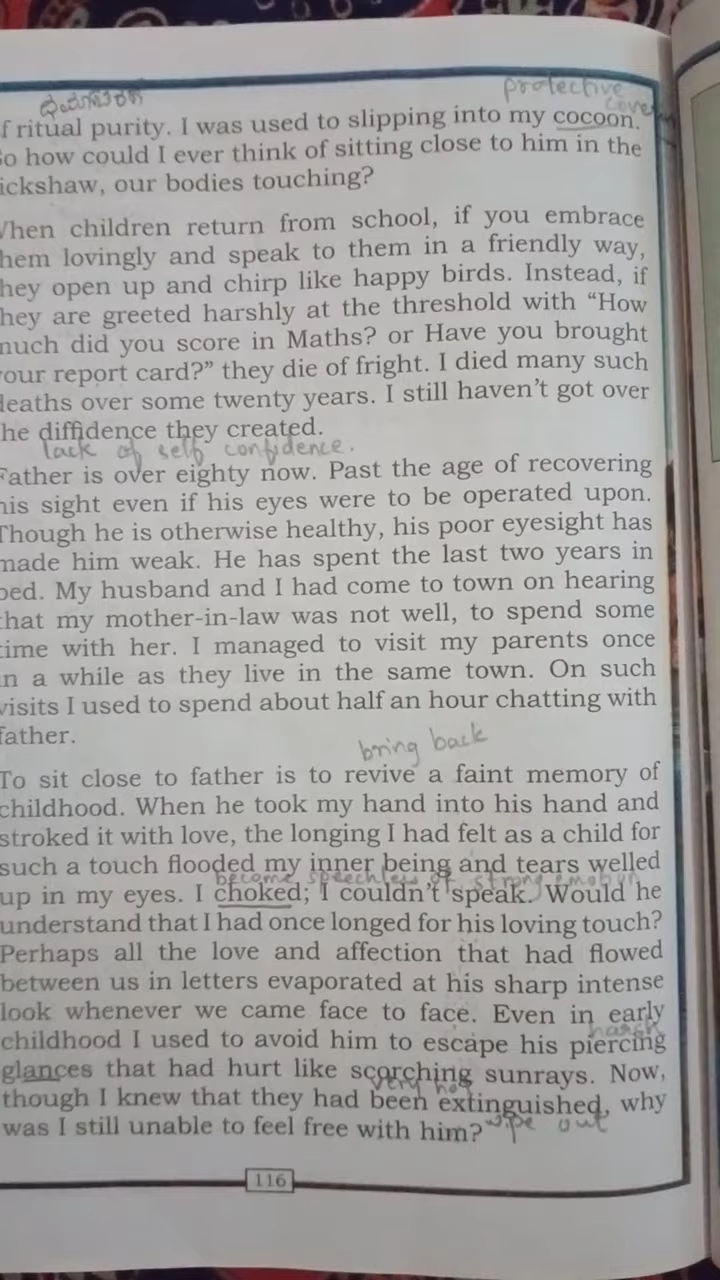 protective
cover
f ritual purity. I was used to slipping into my cocoon.
So how could I ever think of sitting close to him in the
ickshaw, our bodies touching?
When children return from school, if you embrace
hem lovingly and speak to them in a friendly way,
hey open up and chirp like happy birds. Instead, if
hey are greeted harshly at the threshold with “How
much did you score in Maths? or Have you brought
your report card?” they die of fright. I died many such
deaths over some twenty years. I still haven’t got over
he diffidence they created.
lack of self confidence.
Father is over eighty now. Past the age of recovering
his sight even if his eyes were to be operated upon.
Though he is otherwise healthy, his poor eyesight has
made him weak. He has spent the last two years in
bed. My husband and I had come to town on hearing
that my mother-in-law was not well, to spend some
time with her. I managed to visit my parents once
in a while as they live in the same town. On such
visits I used to spend about half an hour chatting with
father.
bring back
To sit close to father is to revive a faint memory of
childhood. When he took my hand into his hand and
stroked it with love, the longing I had felt as a child for
such a touch flooded my inner being and tears welled
become speechless of strong emotion
up in my eyes. I choked; I couldn’t speak. Would he
understand that I had once longed for his loving touch?
Perhaps all the love and affection that had flowed
between us in letters evaporated at his sharp intense
look whenever we came face to face. Even in early
childhood I used to avoid him to escape his piercing
harsh
glances that had hurt like scorching sunrays. Now,
very hot
though I knew that they had been extinguished, why
was I still unable to feel free with him?
wipe out
116